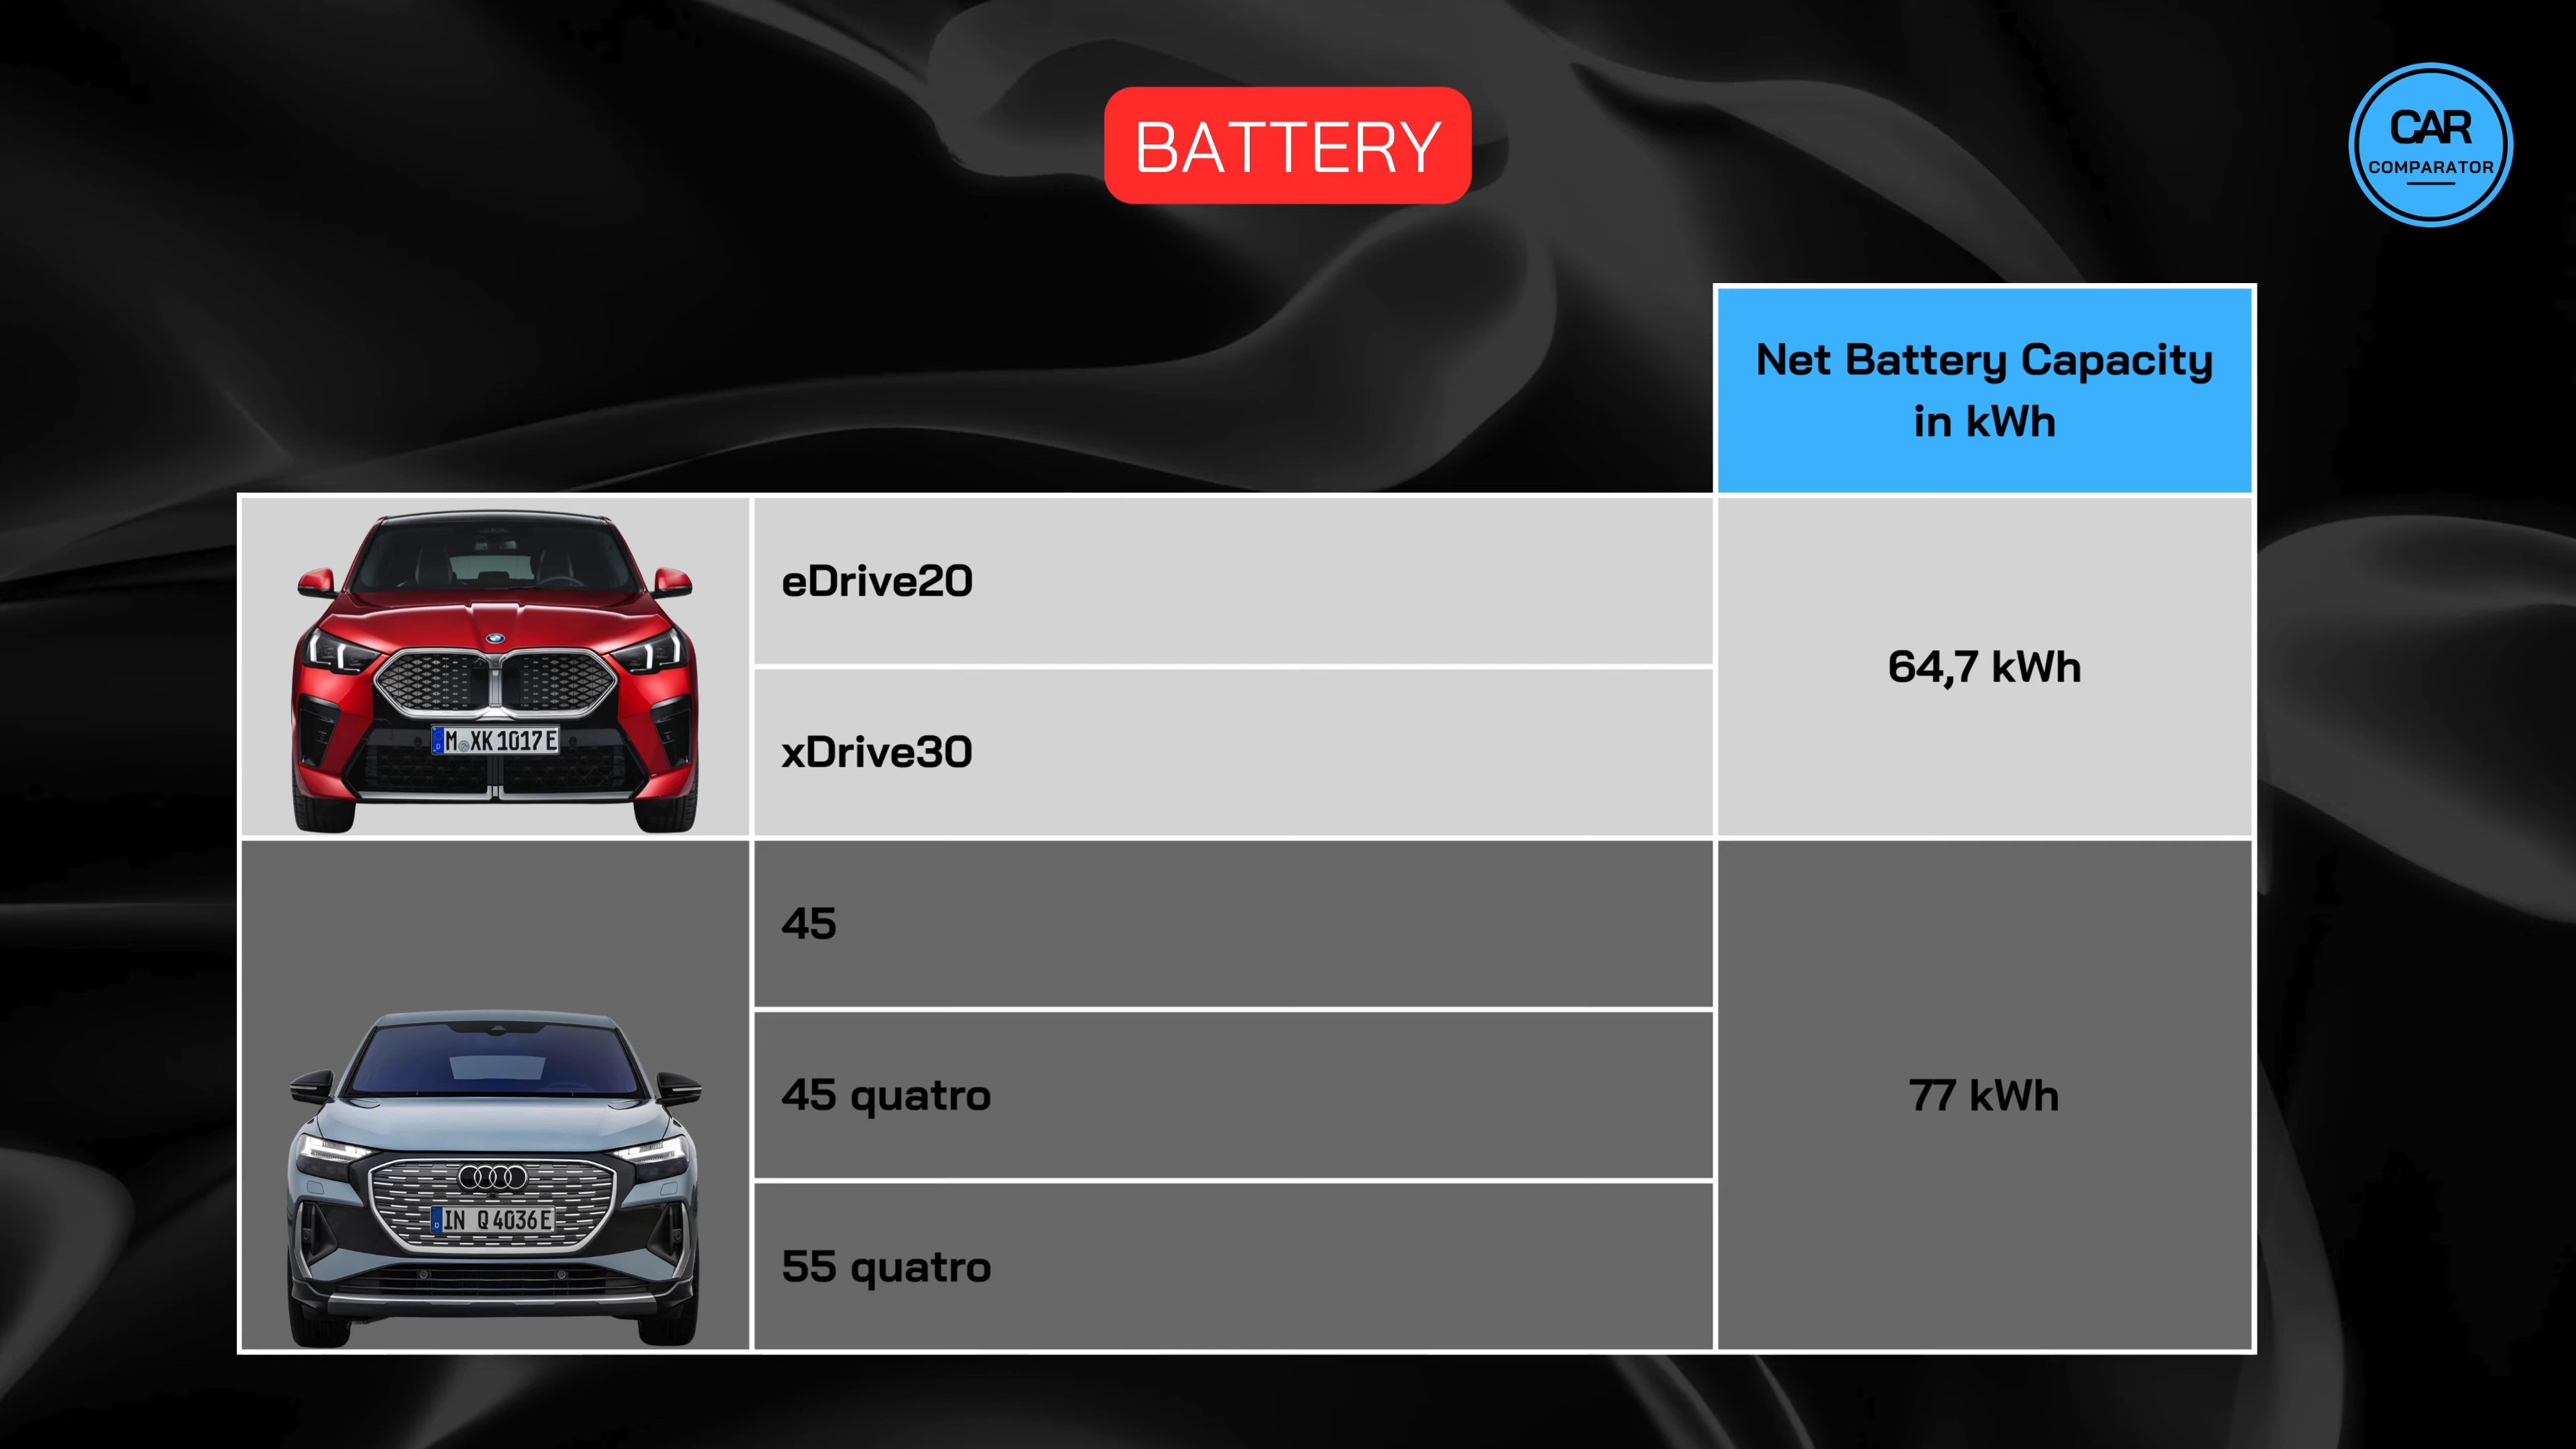 BATTERY
CAR
COMPARATOR
Net Battery Capacity
in kWh
eDrive20
64,7 kWh
xDrive30
M XK 1017 E
45
45 quatro
77 kWh
IN Q 4036 E
55 quatro